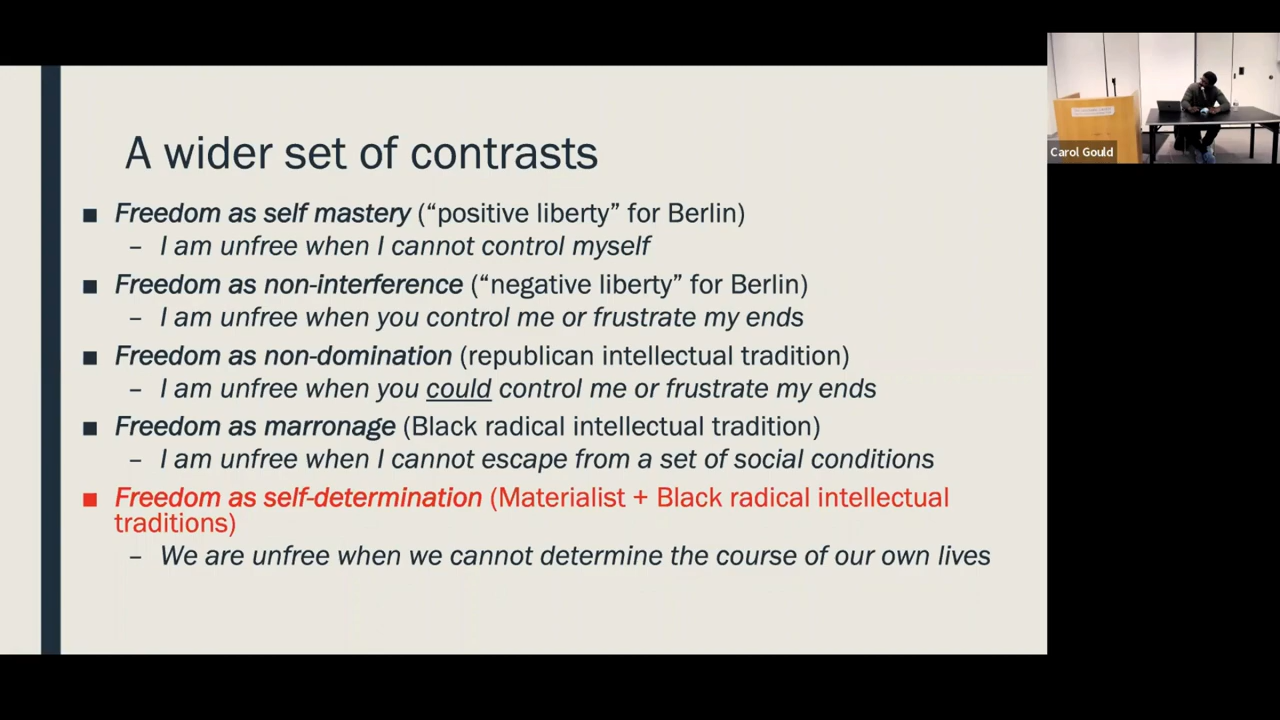 A wider set of contrasts
■ Freedom as self mastery (“positive liberty” for Berlin)
– I am unfree when I cannot control myself
■ Freedom as non-interference (“negative liberty” for Berlin)
– I am unfree when you control me or frustrate my ends
■ Freedom as non-domination (republican intellectual tradition)
– I am unfree when you could control me or frustrate my ends
■ Freedom as marronage (Black radical intellectual tradition)
– I am unfree when I cannot escape from a set of social conditions
■ Freedom as self-determination (Materialist + Black radical intellectual
traditions)
– We are unfree when we cannot determine the course of our own lives
Carol Gould